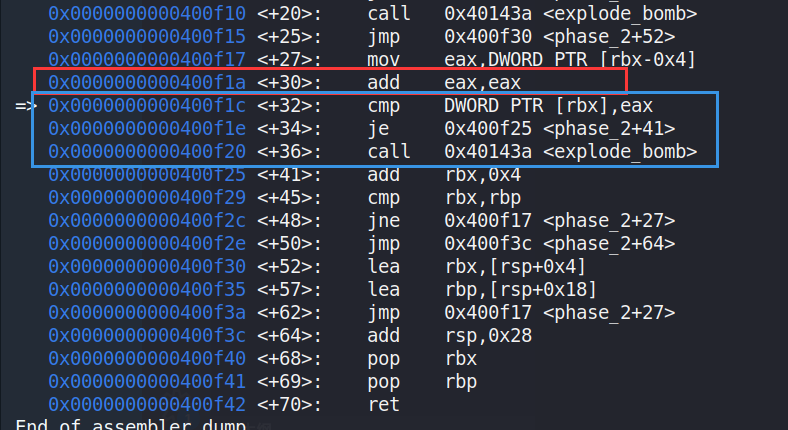 0x0000000000400f10 <+20>: call 0x40143a <explode_bomb>
0x0000000000400f15 <+25>: jmp 0x400f30 <phase_2+52>
0x0000000000400f17 <+27>: mov eax,DWORD PTR [rbx-0x4]
0x0000000000400f1a <+30>: add eax,eax
=> 0x0000000000400f1c <+32>: cmp DWORD PTR [rbx],eax
0x0000000000400f1e <+34>: je 0x400f25 <phase_2+41>
0x0000000000400f20 <+36>: call 0x40143a <explode_bomb>
0x0000000000400f25 <+41>: add rbx,0x4
0x0000000000400f29 <+45>: cmp rbx,rbp
0x0000000000400f2c <+48>: jne 0x400f17 <phase_2+27>
0x0000000000400f2e <+50>: jmp 0x400f3c <phase_2+64>
0x0000000000400f30 <+52>: lea rbx,[rsp+0x4]
0x0000000000400f35 <+57>: lea rbp,[rsp+0x18]
0x0000000000400f3a <+62>: jmp 0x400f17 <phase_2+27>
0x0000000000400f3c <+64>: add rsp,0x28
0x0000000000400f40 <+68>: pop rbx
0x0000000000400f41 <+69>: pop rbp
0x0000000000400f42 <+70>: ret
End of assembler dump